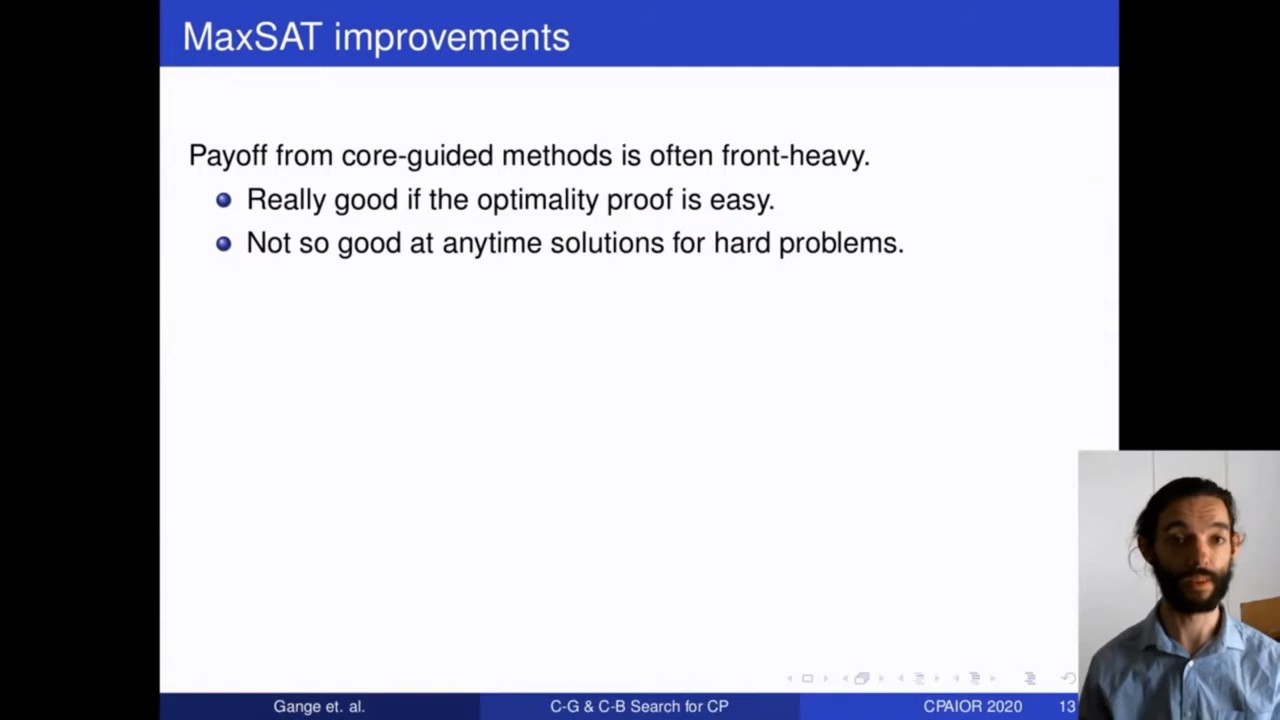 MaxSAT improvements
Payoff from core-guided methods is often front-heavy.
Really good if the optimality proof is easy.
Not so good at anytime solutions for hard problems.
Gange et. al.
C-G & C-B Search for CP
CPAIOR 2020
13